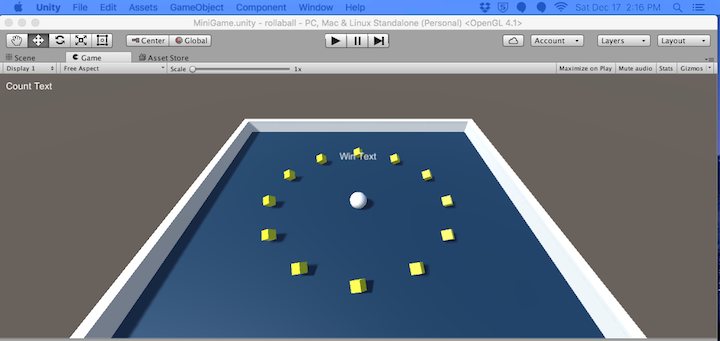 Unity File Edit Assets GameObject Component Window Sat Dec 17 2:16 PM
MiniGame.unity - rollaball - PC, Mac & Linux Standalone (Personal) <OpenGL 4.1>
Center Global Account Layers Layout
Scene Game Asset Store
Display 1 Free Aspect Scale 1x Maximize on Play Mute audio Stats Gizmos
Count Text
Win Text